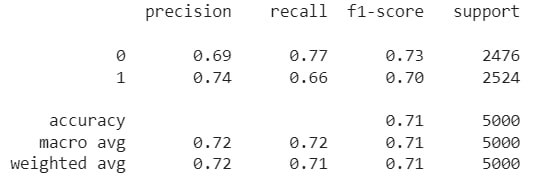 precision recall f1-score support
0 0.69 0.77 0.73 2476
1 0.74 0.66 0.70 2524
accuracy 0.71 5000
macro avg 0.72 0.72 0.71 5000
weighted avg 0.72 0.71 0.71 5000